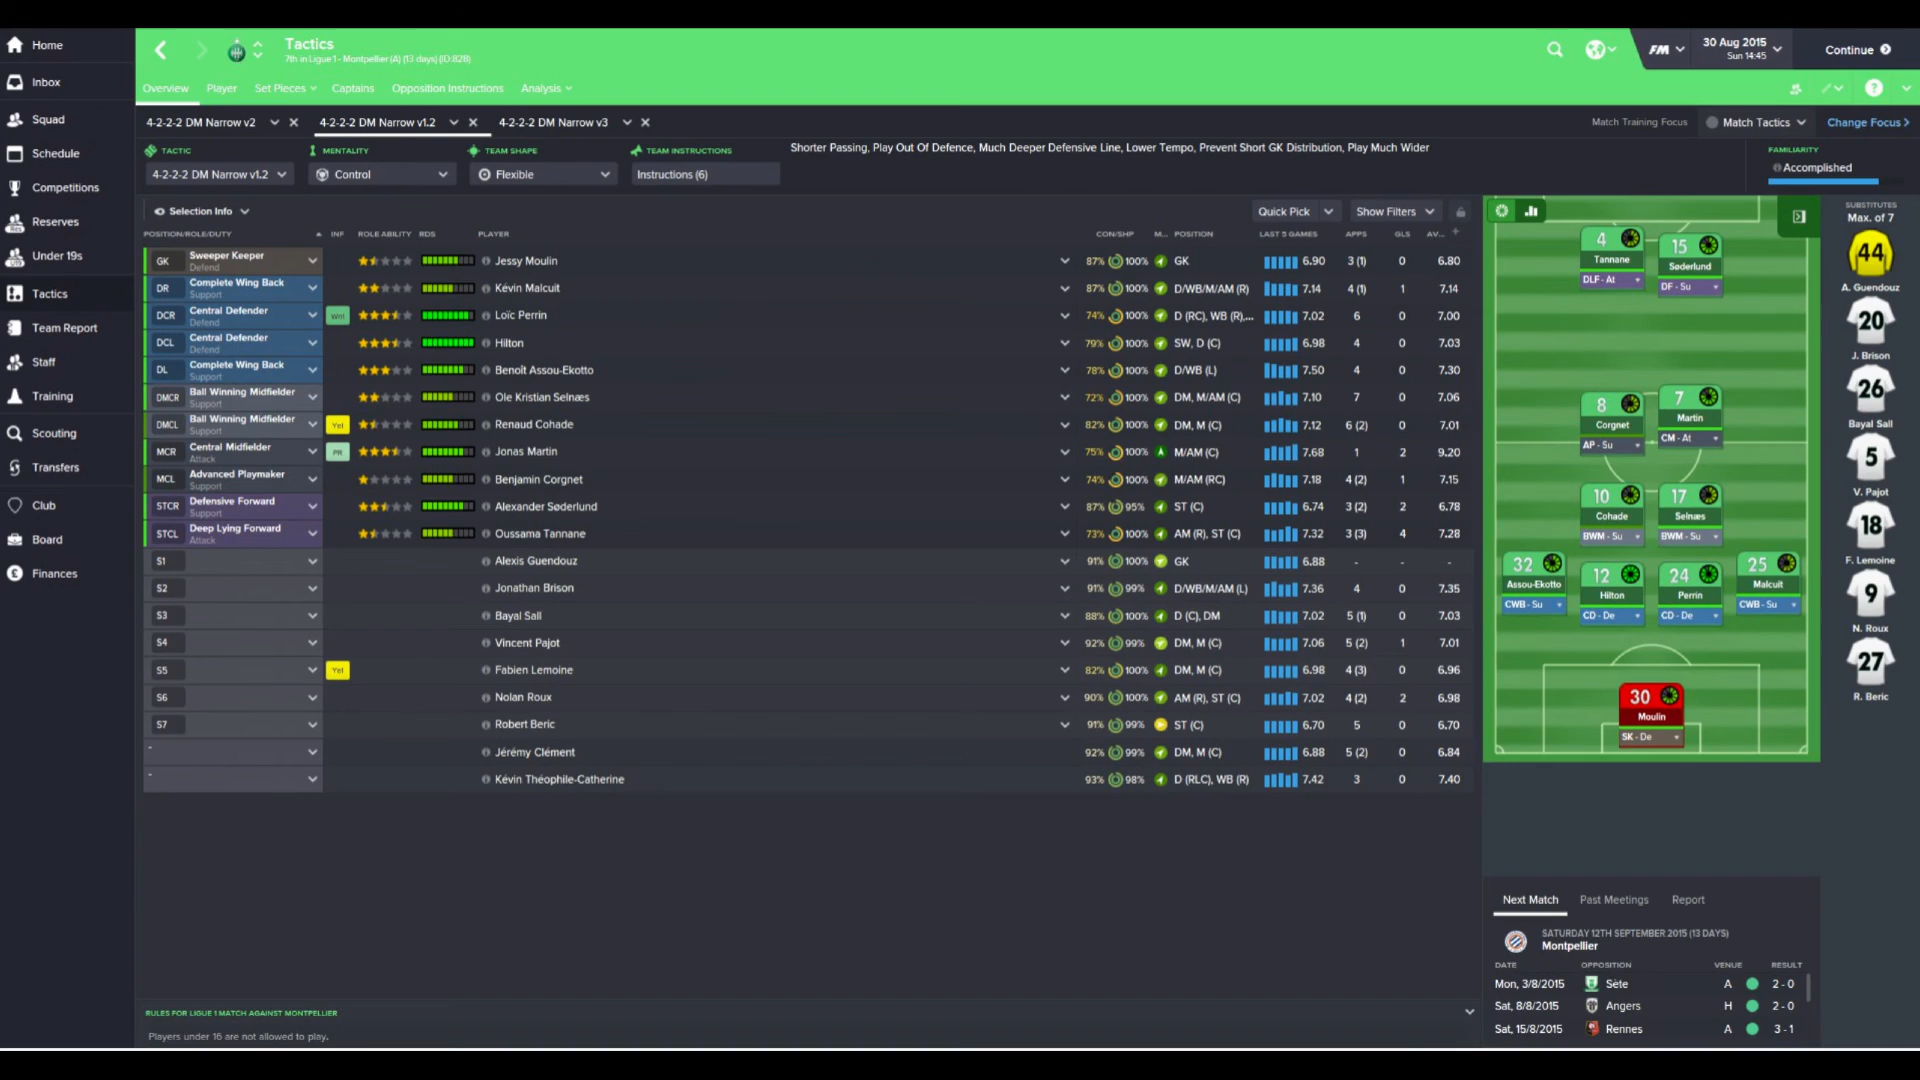 Home
Inbox
Squad
Schedule
Competitions
Reserves
Under 19s
Tactics
Team Report
Staff
Training
Scouting
Transfers
Club
Board
Finances
Tactics
7th in Ligue 1 - Montpellier (A) (13 days) (ID:828)
FM
30 Aug 2015
Sun 14:45
Continue
Overview Player Set Pieces Captains Opposition Instructions Analysis
4-2-2-2 DM Narrow v2 4-2-2-2 DM Narrow v1.2 4-2-2-2 DM Narrow v3
Match Training Focus Match Tactics Change Focus
TACTIC MENTALITY TEAM SHAPE TEAM INSTRUCTIONS
4-2-2-2 DM Narrow v1.2 Control Flexible Instructions (6)
Shorter Passing, Play Out Of Defence, Much Deeper Defensive Line, Lower Tempo, Prevent Short GK Distribution, Play Much Wider
FAMILIARITY
Accomplished
Selection Info Quick Pick Show Filters
POSITION/ROLE/DUTY INF ROLE ABILITY RDS PLAYER CON/SHP M... POSITION LAST 5 GAMES APPS GLS AV...
GK Sweeper Keeper Defend Jessy Moulin 87% 100% GK 6.90 3 (1) 0 6.80
DR Complete Wing Back Support Kévin Malcuit 87% 100% D/WB/M/AM (R) 7.14 4 (1) 1 7.14
DCR Central Defender Defend Wnt Loïc Perrin 74% 100% D (RC), WB (R),... 7.02 6 0 7.00
DCL Central Defender Defend Hilton 79% 100% SW, D (C) 6.98 4 0 7.03
DL Complete Wing Back Support Benoît Assou-Ekotto 78% 100% D/WB (L) 7.50 4 0 7.30
DMCR Ball Winning Midfielder Support Ole Kristian Selnæs 72% 100% DM, M/AM (C) 7.10 7 0 7.06
DMCL Ball Winning Midfielder Support Yel Renaud Cohade 82% 100% DM, M (C) 7.12 6 (2) 0 7.01
MCR Central Midfielder Attack PR Jonas Martin 75% 100% M/AM (C) 7.68 1 2 9.20
MCL Advanced Playmaker Support Benjamin Corgnet 74% 100% M/AM (RC) 7.18 4 (2) 1 7.15
STCR Defensive Forward Support Alexander Søderlund 87% 95% ST (C) 6.74 3 (2) 2 6.78
STCL Deep Lying Forward Attack Oussama Tannane 73% 100% AM (R), ST (C) 7.32 3 (3) 4 7.28
S1 Alexis Guendouz 91% 100% GK 6.88 - - -
S2 Jonathan Brison 91% 99% D/WB/M/AM (L) 7.36 4 0 7.35
S3 Bayal Sall 88% 100% D (C), DM 7.02 5 (1) 0 7.03
S4 Vincent Pajot 92% 99% DM, M (C) 7.06 5 (2) 1 7.01
S5 Yel Fabien Lemoine 82% 100% DM, M (C) 6.98 4 (3) 0 6.96
S6 Nolan Roux 90% 100% AM (R), ST (C) 7.02 4 (2) 2 6.98
S7 Robert Beric 91% 99% ST (C) 6.70 5 0 6.70
- Jérémy Clément 92% 99% DM, M (C) 6.88 5 (2) 0 6.84
- Kévin Théophile-Catherine 93% 98% D (RLC), WB (R) 7.42 3 0 7.40
RULES FOR LIGUE 1 MATCH AGAINST MONTPELLIER
Players under 16 are not allowed to play.
4 15
Tannane Søderlund
DLF - At DF - Su
8 7
Corgnet Martin
AP - Su CM - At
10 17
Cohade Selnæs
BWM - Su BWM - Su
32 12 24 25
Assou-Ekotto Hilton Perrin Malcuit
CWB - Su CD - De CD - De CWB - Su
30
Moulin
SK - De
SUBSTITUTES
Max. of 7
44
A. Guendouz
20
J. Brison
26
Bayal Sall
5
V. Pajot
18
F. Lemoine
9
N. Roux
27
R. Beric
Next Match Past Meetings Report
SATURDAY 12TH SEPTEMBER 2015 (13 DAYS)
Montpellier
DATE OPPOSITION VENUE RESULT
Mon, 3/8/2015 Sète A 2 - 0
Sat, 8/8/2015 Angers H 2 - 0
Sat, 15/8/2015 Rennes A 3 - 1